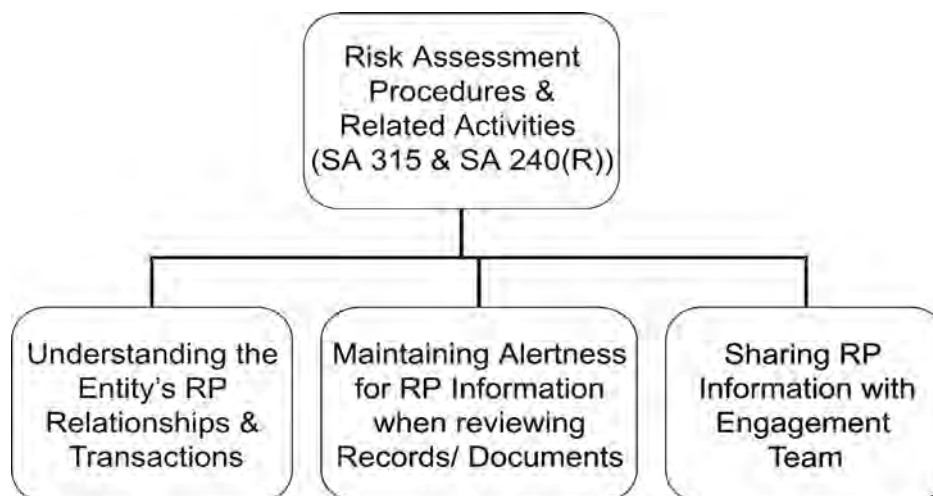 Risk Assessment
Procedures &
Related Activities
(SA 315 & SA 240(R))
Understanding the
Entity's RP
Relationships &
Transactions
Maintaining Alertness
for RP Information
when reviewing
Records/ Documents
Sharing RP
Information with
Engagement
Team